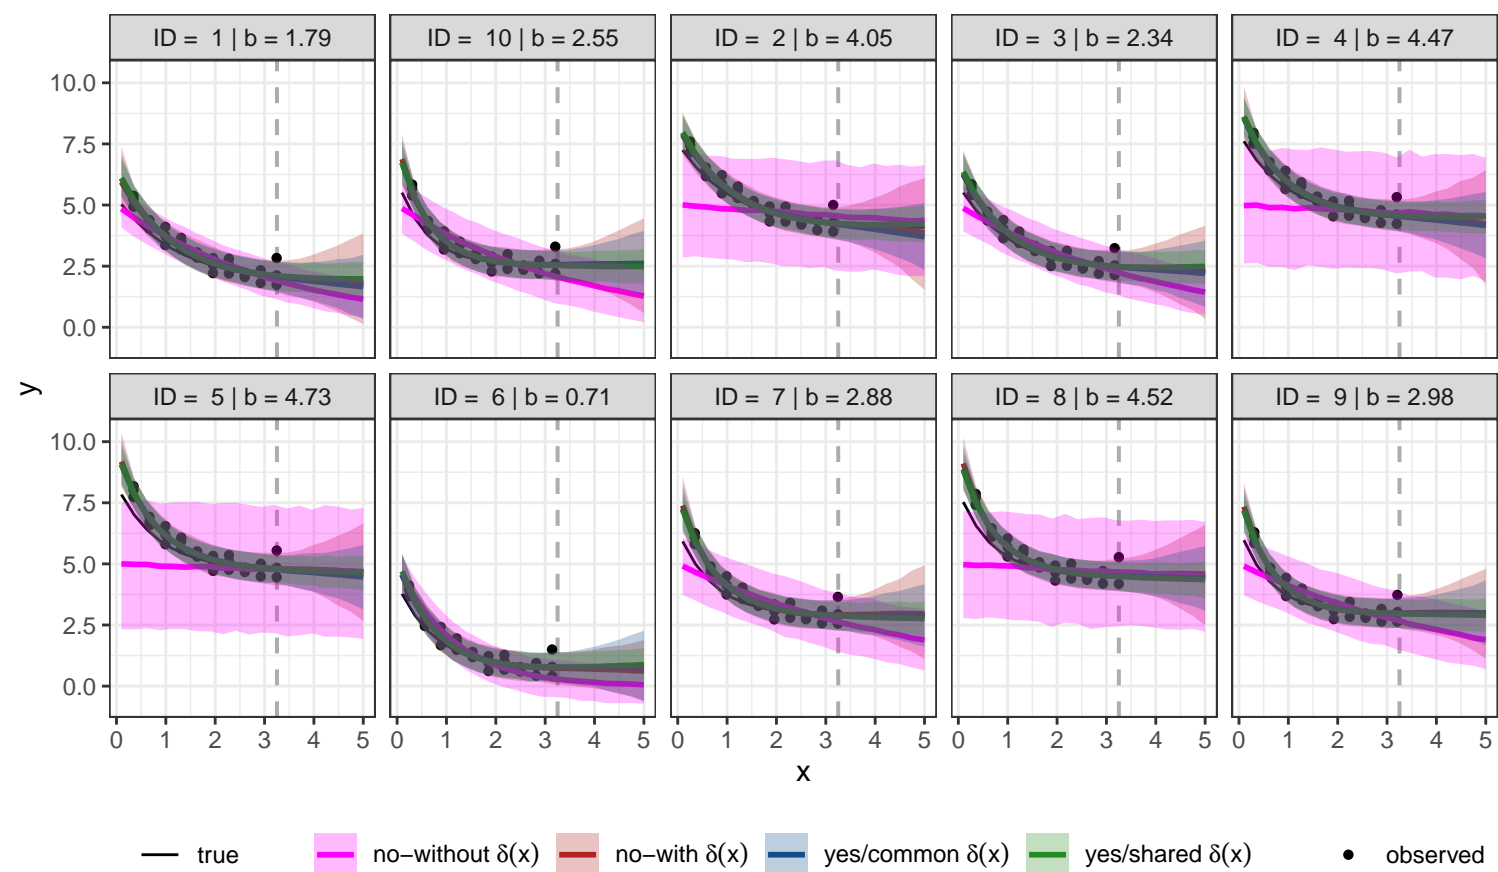 ID = 1 | b = 1.79
ID = 10 | b = 2.55
ID = 2 | b = 4.05
ID = 3 | b = 2.34
ID = 4 | b = 4.47
10.0
7.5
5.0
2.5
0.0
y
ID = 5 | b = 4.73
ID = 6 | b = 0.71
ID = 7 | b = 2.88
ID = 8 | b = 4.52
ID = 9 | b = 2.98
10.0
7.5
5.0
2.5
0.0
0 1 2 3 4 5
0 1 2 3 4 5
0 1 2 3 4 5
0 1 2 3 4 5
0 1 2 3 4 5
x
true
no−without δ(x)
no−with δ(x)
yes/common δ(x)
yes/shared δ(x)
observed